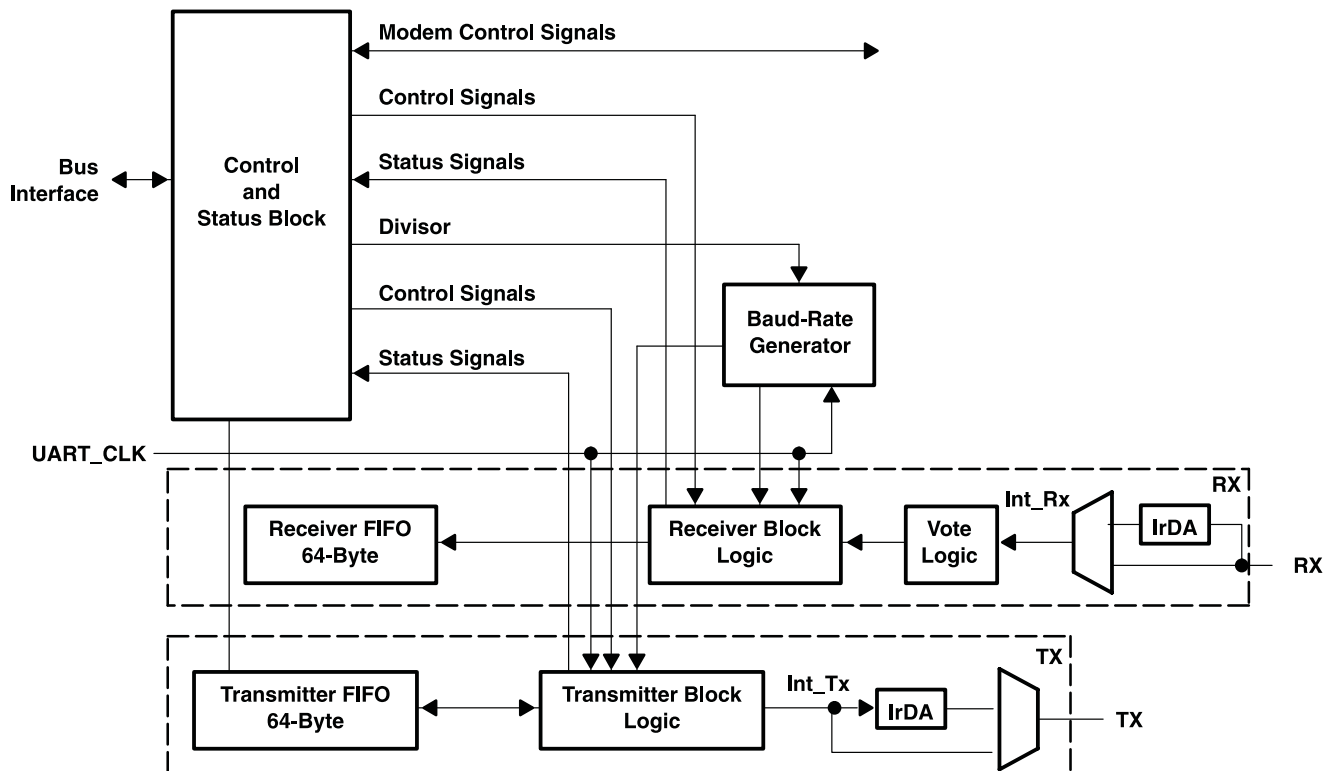 Modem Control Signals
Control Signals
Status Signals
Bus
Interface
Control
and
Status Block
Divisor
Control Signals
Baud-Rate
Generator
Status Signals
UART_CLK
RX
Int_Rx
IrDA
Receiver FIFO
64-Byte
Receiver Block
Logic
Vote
Logic
RX
TX
Int_Tx
Transmitter FIFO
64-Byte
Transmitter Block
Logic
IrDA
TX